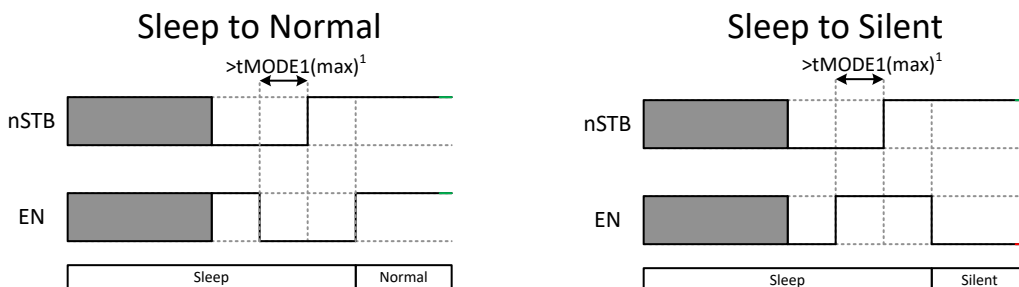 Sleep to Normal
>tMODE1(max)¹
nSTB
EN
Sleep
Normal
Sleep to Silent
>tMODE1(max)¹
nSTB
EN
Sleep
Silent